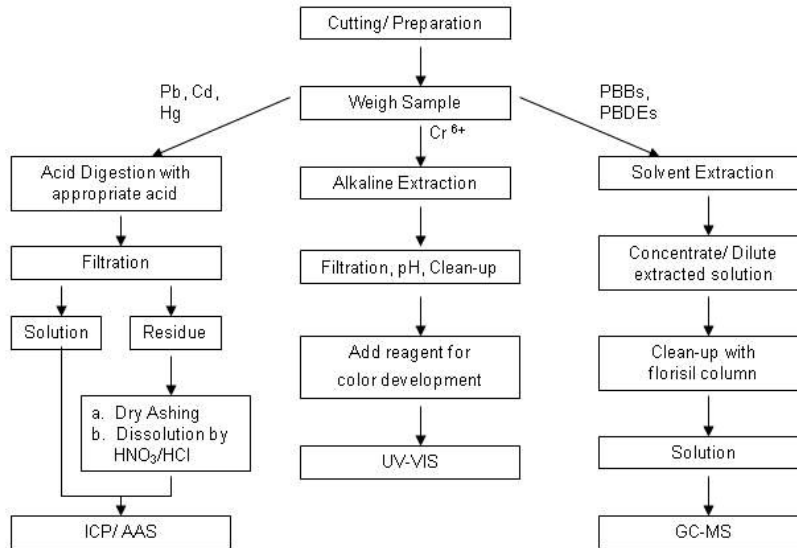 Cutting/ Preparation
Weigh Sample
Pb, Cd,
Hg
Cr 6+
PBBs,
PBDEs
Acid Digestion with
appropriate acid
Filtration
Solution
Residue
a. Dry Ashing
b. Dissolution by
HNO₃/HCl
ICP/ AAS
Alkaline Extraction
Filtration, pH, Clean-up
Add reagent for
color development
UV-VIS
Solvent Extraction
Concentrate/ Dilute
extracted solution
Clean-up with
florisil column
Solution
GC-MS